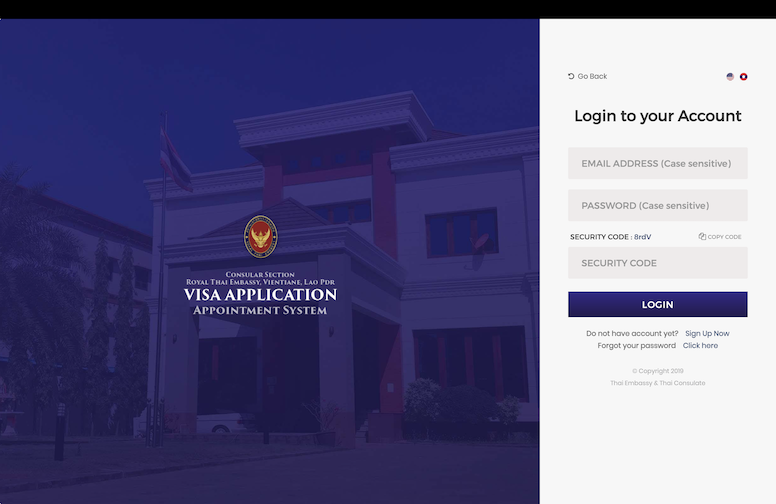 Go Back
Login to your Account
EMAIL ADDRESS (Case sensitive)
PASSWORD (Case sensitive)
SECURITY CODE : 8rdV
COPY CODE
SECURITY CODE
LOGIN
Do not have account yet? Sign Up Now
Forgot your password Click here
© Copyright 2019
Thai Embassy & Thai Consulate
Consular Section
Royal Thai Embassy, Vientiane, Lao PDR
VISA APPLICATION
Appointment System